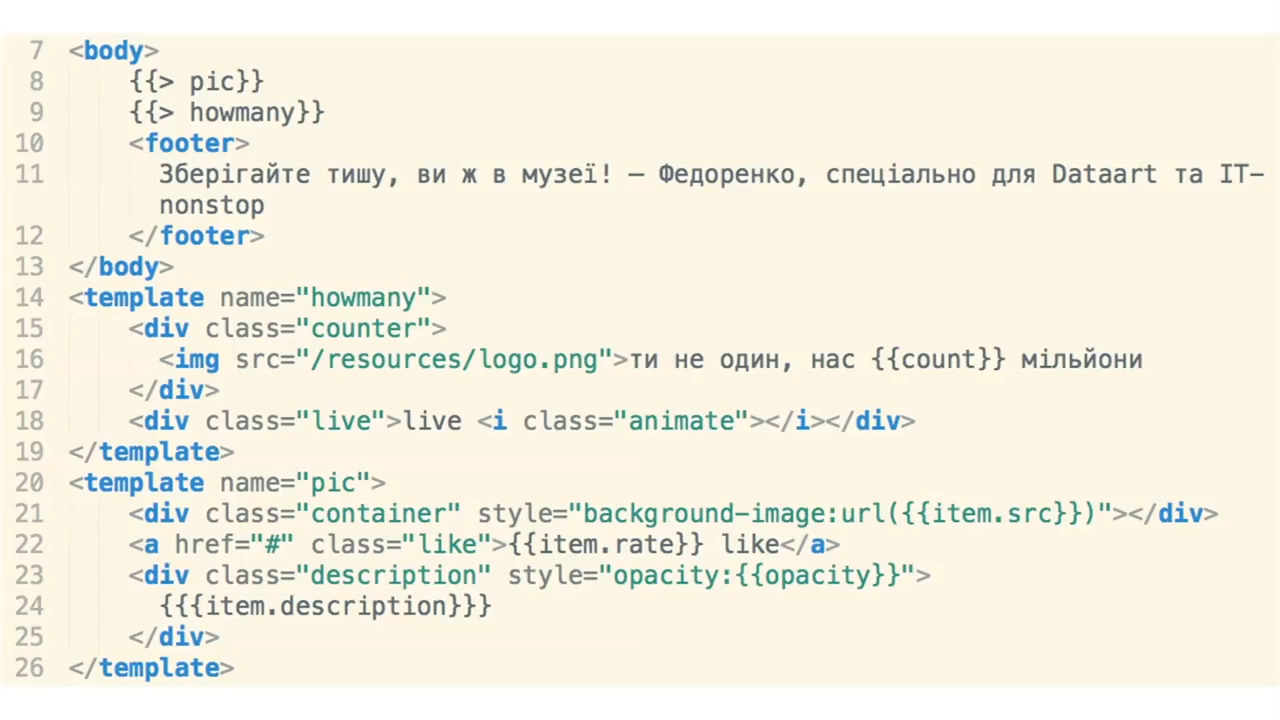 7 <body>
8 {{> pic}}
9 {{> howmany}}
10 <footer>
11 Зберігайте тишу, ви ж в музеї! — Федоренко, спеціально для Dataart та IT-
nonstop
12 </footer>
13 </body>
14 <template name="howmany">
15 <div class="counter">
16 <img src="/resources/logo.png">ти не один, нас {{count}} мільйони
17 </div>
18 <div class="live">live <i class="animate"></i></div>
19 </template>
20 <template name="pic">
21 <div class="container" style="background-image:url({{item.src}})"></div>
22 <a href="#" class="like">{{item.rate}} like</a>
23 <div class="description" style="opacity:{{opacity}}">
24 {{{item.description}}}
25 </div>
26 </template>